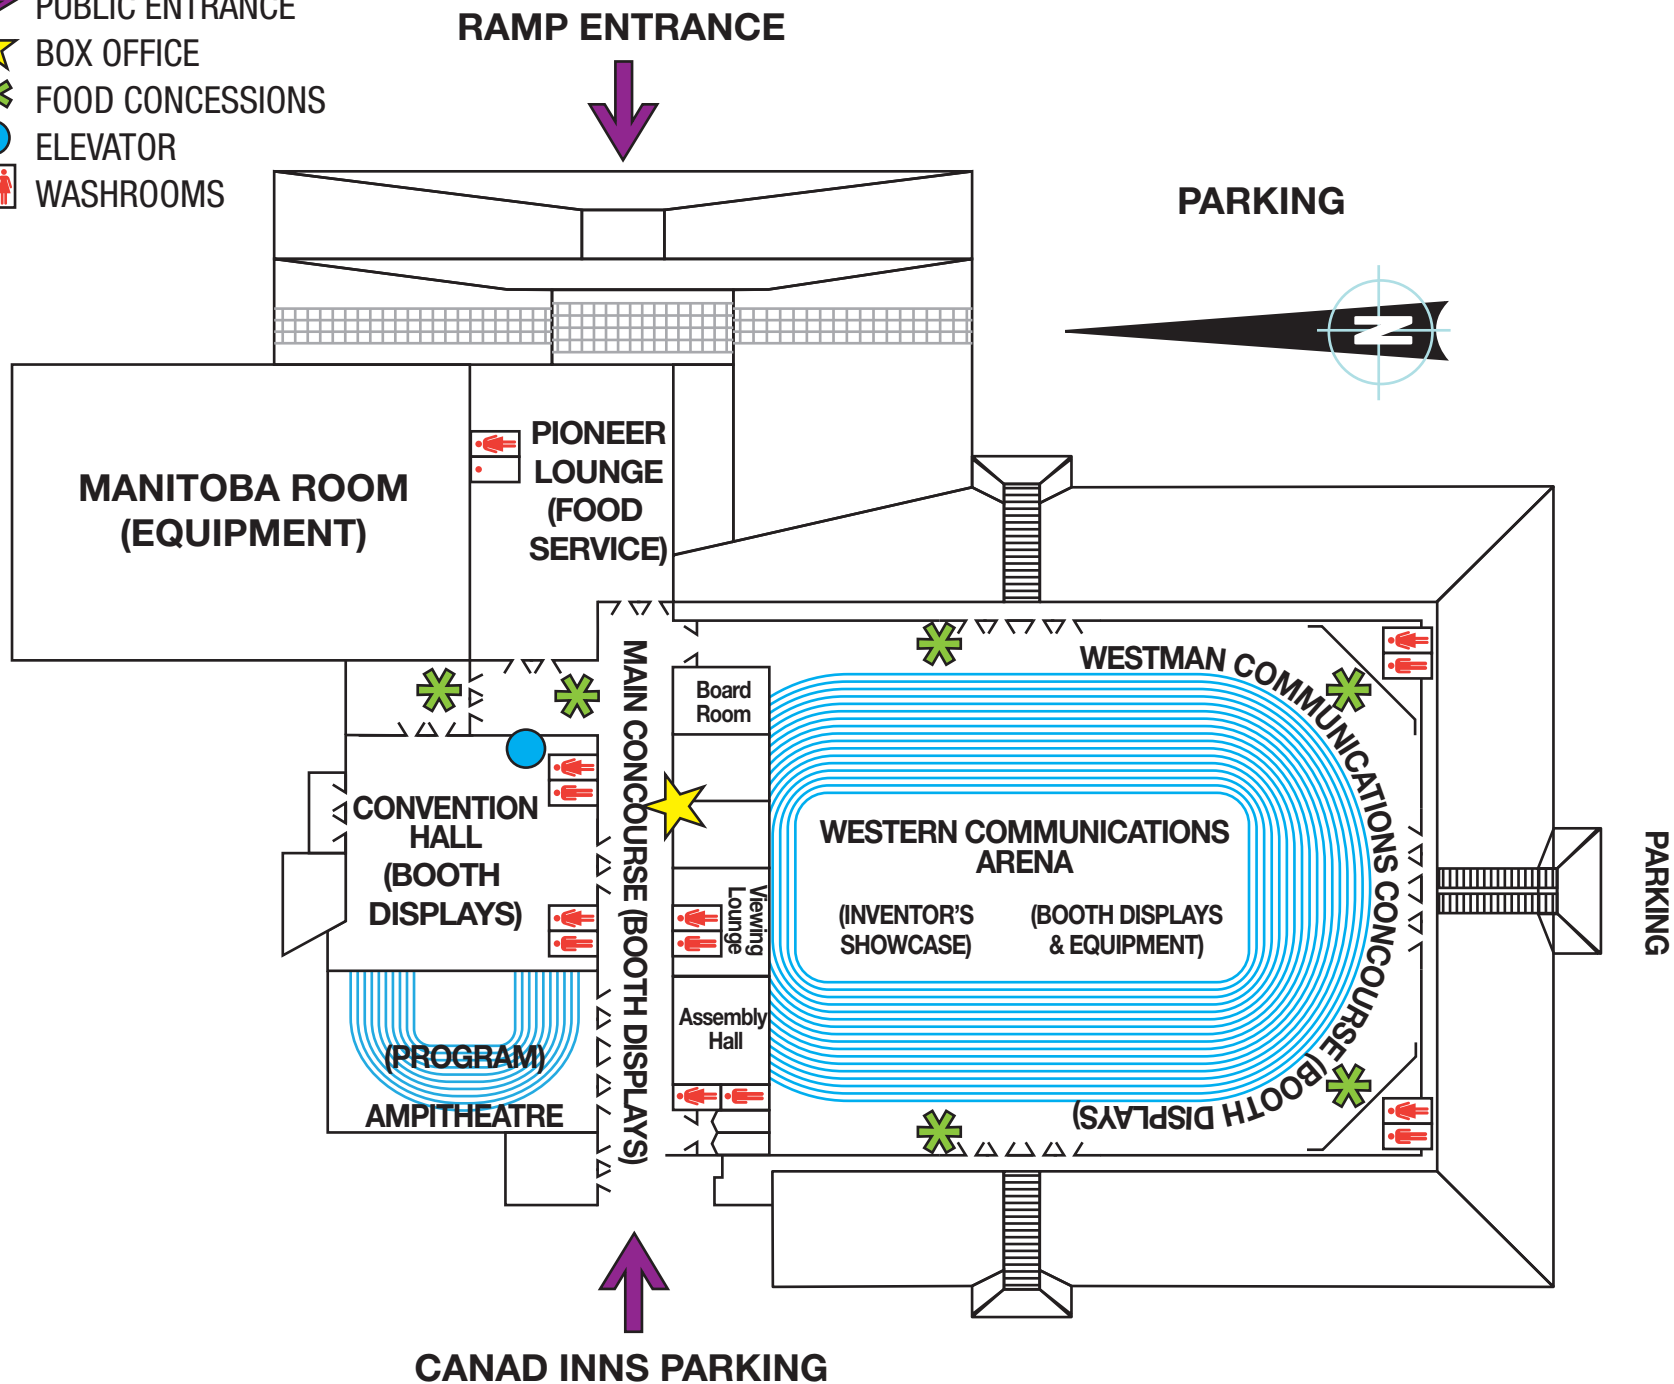 PUBLIC ENTRANCE
BOX OFFICE
FOOD CONCESSIONS
ELEVATOR
WASHROOMS
RAMP ENTRANCE
PARKING
N
MANITOBA ROOM
(EQUIPMENT)
PIONEER
LOUNGE
(FOOD
SERVICE)
MAIN CONCOURSE (BOOTH DISPLAYS)
Board
Room
WESTMAN COMMUNICATIONS CONCOURSE (BOOTH DISPLAYS)
CONVENTION
HALL
(BOOTH
DISPLAYS)
Viewing
Lounge
WESTERN COMMUNICATIONS
ARENA
(INVENTOR'S
SHOWCASE)
(BOOTH DISPLAYS
& EQUIPMENT)
PARKING
Assembly
Hall
(PROGRAM)
AMPITHEATRE
CANAD INNS PARKING